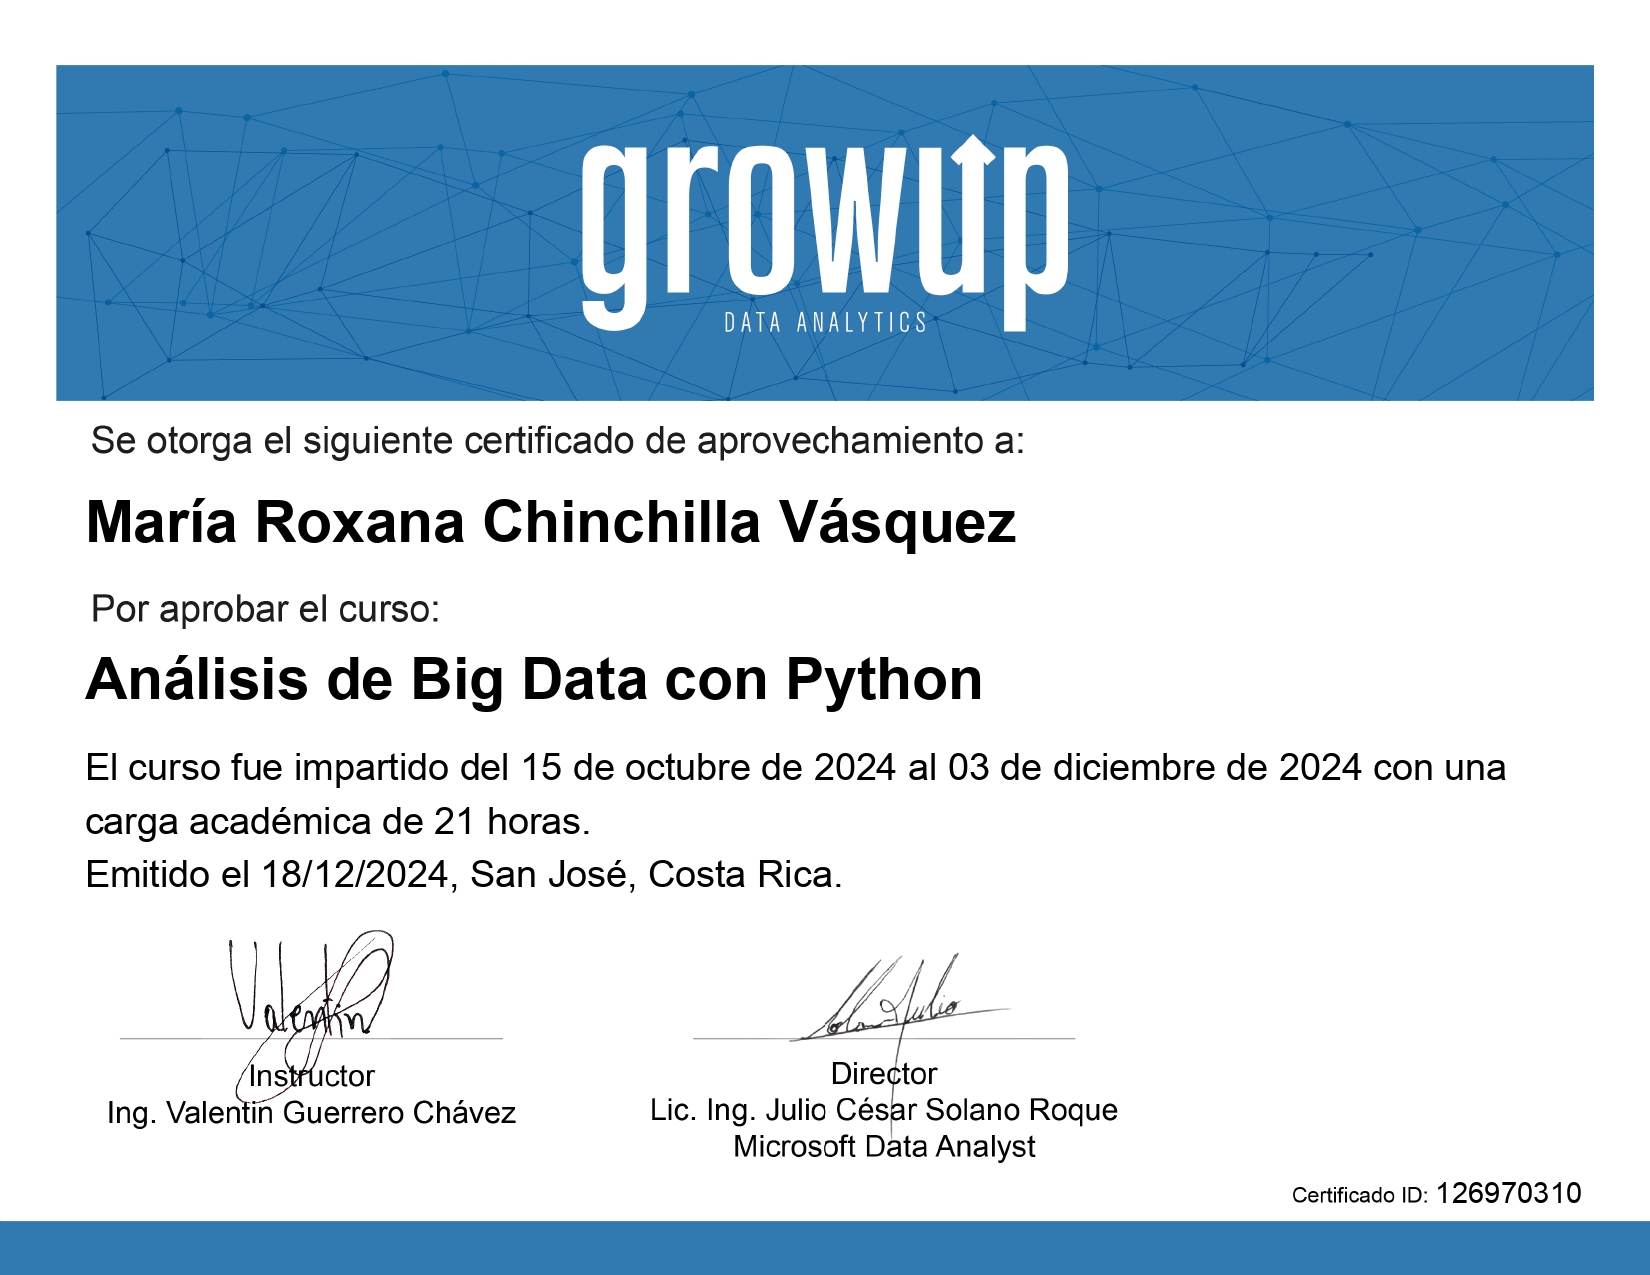 growup
DATA ANALYTICS
Se otorga el siguiente certificado de aprovechamiento a:
María Roxana Chinchilla Vásquez
Por aprobar el curso:
Análisis de Big Data con Python
El curso fue impartido del 15 de octubre de 2024 al 03 de diciembre de 2024 con una
carga académica de 21 horas.
Emitido el 18/12/2024, San José, Costa Rica.
Valentin
Solano Julio
Instructor
Ing. Valentin Guerrero Chávez
Director
Lic. Ing. Julio César Solano Roque
Microsoft Data Analyst
Certificado ID: 126970310